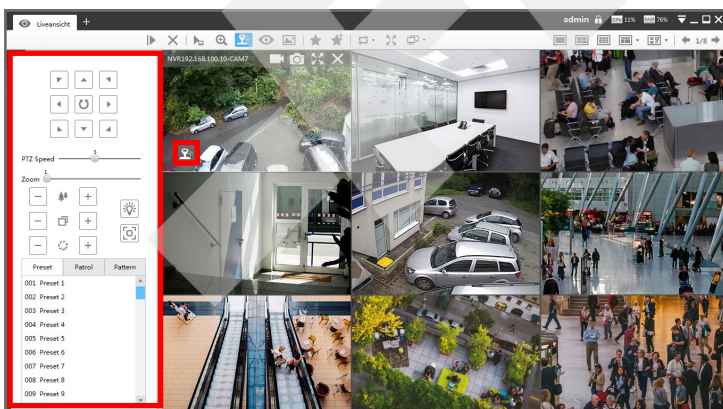 Liveansicht
admin CPU 11% RAM 76%
1/8
NVR192.168.100.10-CAM7
PTZ Speed 5
Zoom 1
Preset Patrol Pattern
001 Preset 1
002 Preset 2
003 Preset 3
004 Preset 4
005 Preset 5
006 Preset 6
007 Preset 7
008 Preset 8
009 Preset 9